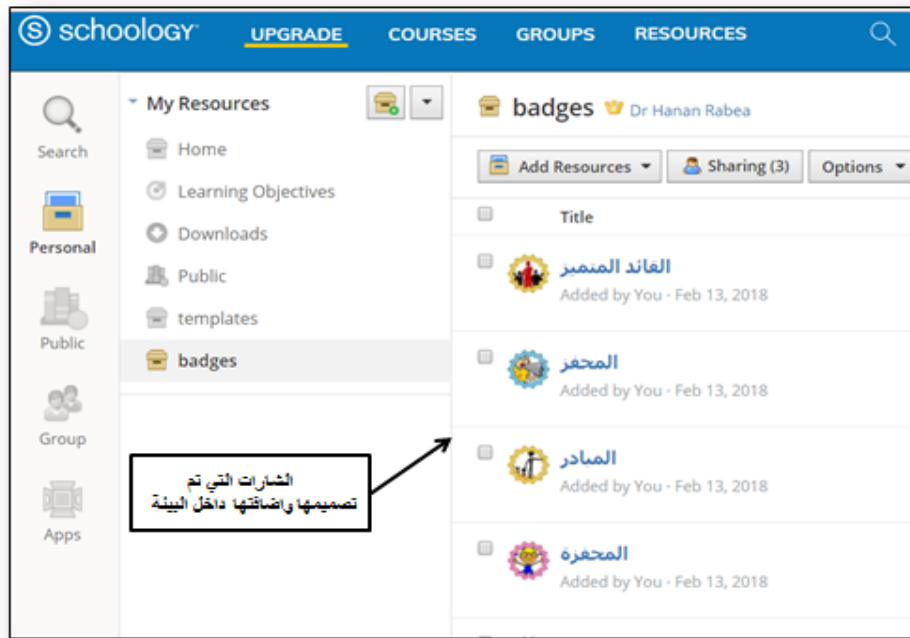 schoology UPGRADE COURSES GROUPS RESOURCES
Search
Personal
Public
Group
Apps
My Resources
Home
Learning Objectives
Downloads
Public
templates
badges
الشارات التي تم
تصميمها واضافتها داخل البيئة
badges Dr Hanan Rabea
Add Resources Sharing (3) Options
Title
القائد المتميز
Added by You · Feb 13, 2018
المحفز
Added by You · Feb 13, 2018
المبادر
Added by You · Feb 13, 2018
المحفزة
Added by You · Feb 13, 2018